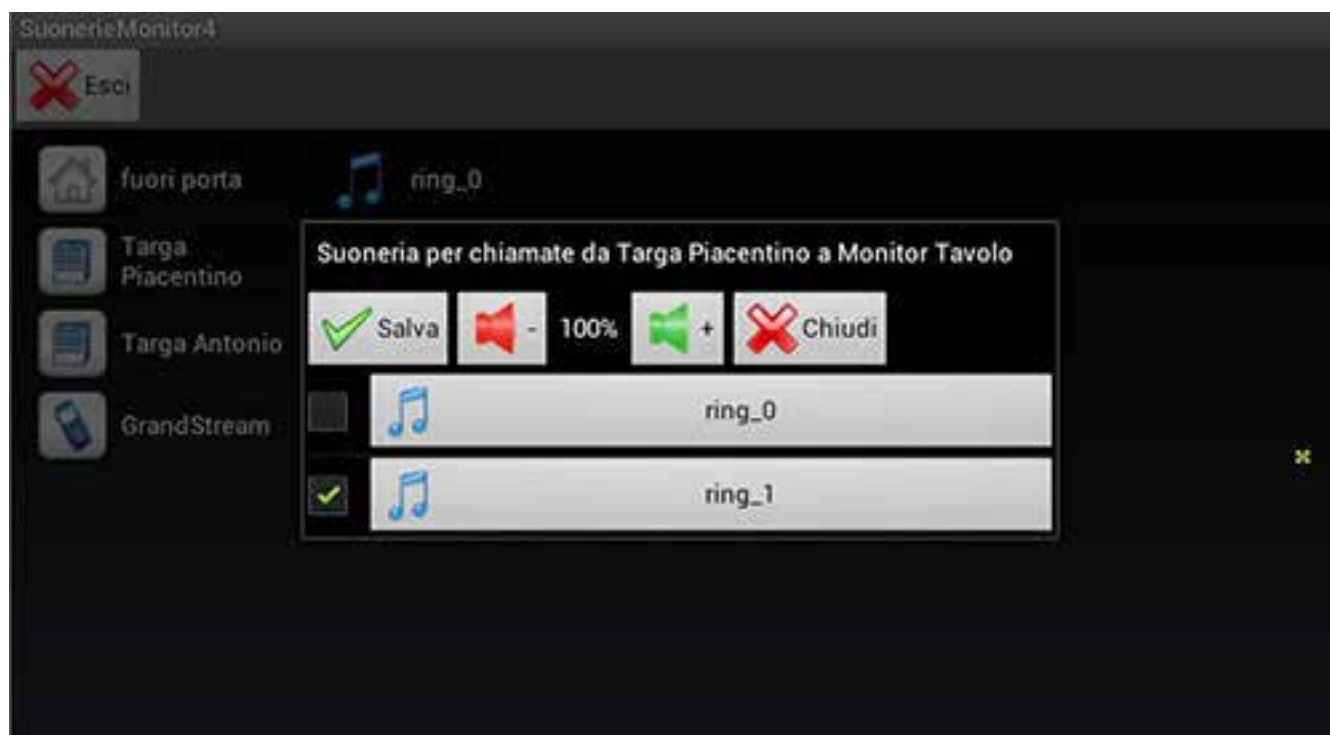 SuonerieMonitor4
Esci
fuori porta
ring_0
Targa
Piacentino
Targa Antonio
GrandStream
Suoneria per chiamate da Targa Piacentino a Monitor Tavolo
Salva
-
100%
+
Chiudi
ring_0
ring_1